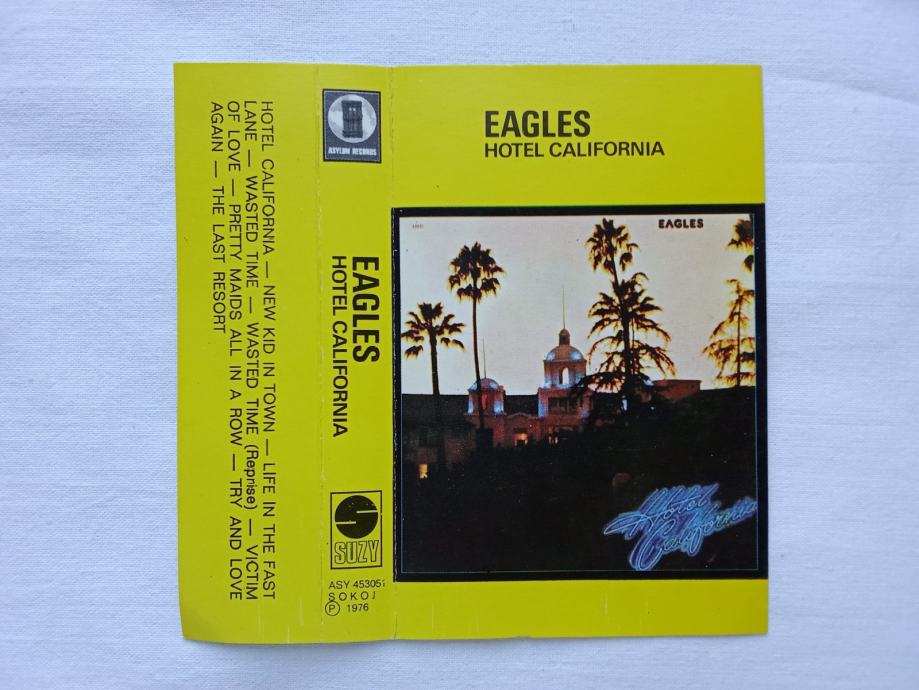 HOTEL CALIFORNIA — NEW KID IN TOWN — LIFE IN THE FAST
LANE — WASTED TIME — WASTED TIME (Reprise) — VICTIM
OF LOVE — PRETTY MAIDS ALL IN A ROW — TRY AND LOVE
AGAIN — THE LAST RESORT
ASYLUM RECORDS
EAGLES
HOTEL CALIFORNIA
SUZY
ASY 453051
SOKOJ
Ⓟ 1976
EAGLES
HOTEL CALIFORNIA
EAGLES
Hotel
California